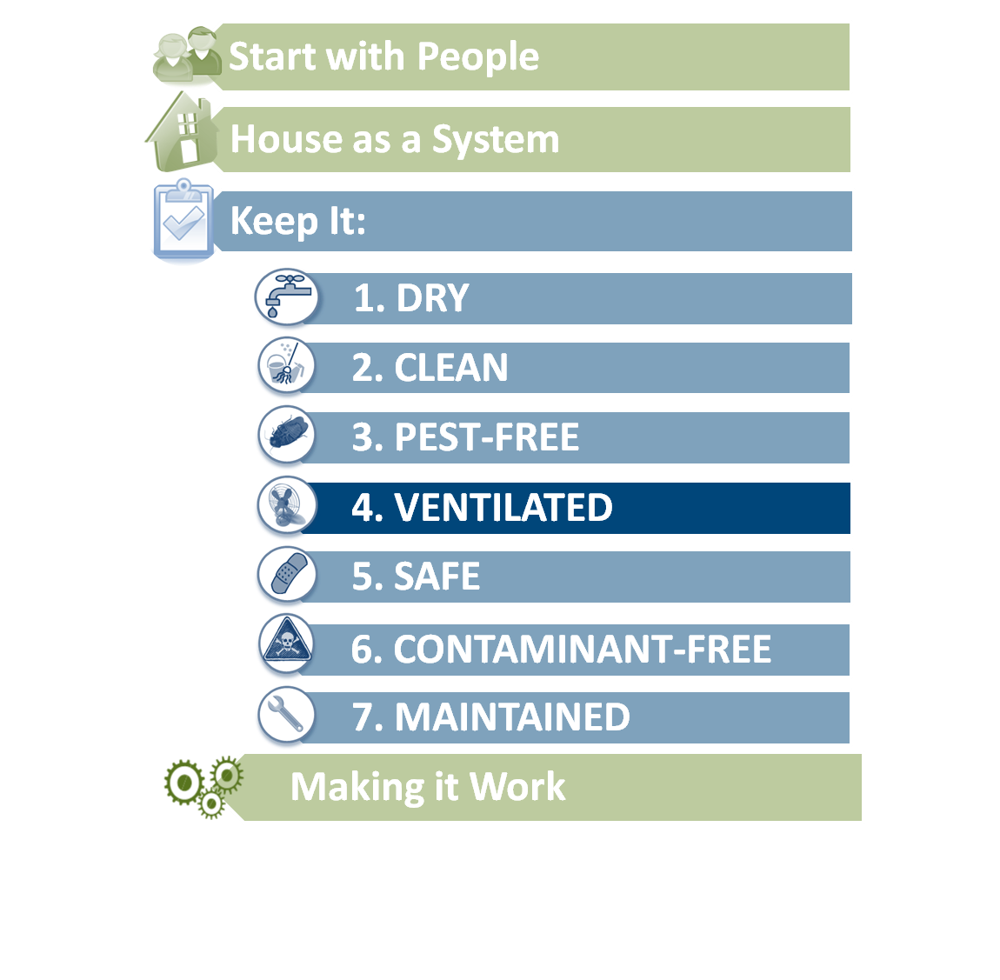 Start with People
House as a System
Keep It:
1. DRY
2. CLEAN
3. PEST-FREE
4. VENTILATED
5. SAFE
6. CONTAMINANT-FREE
7. MAINTAINED
Making it Work